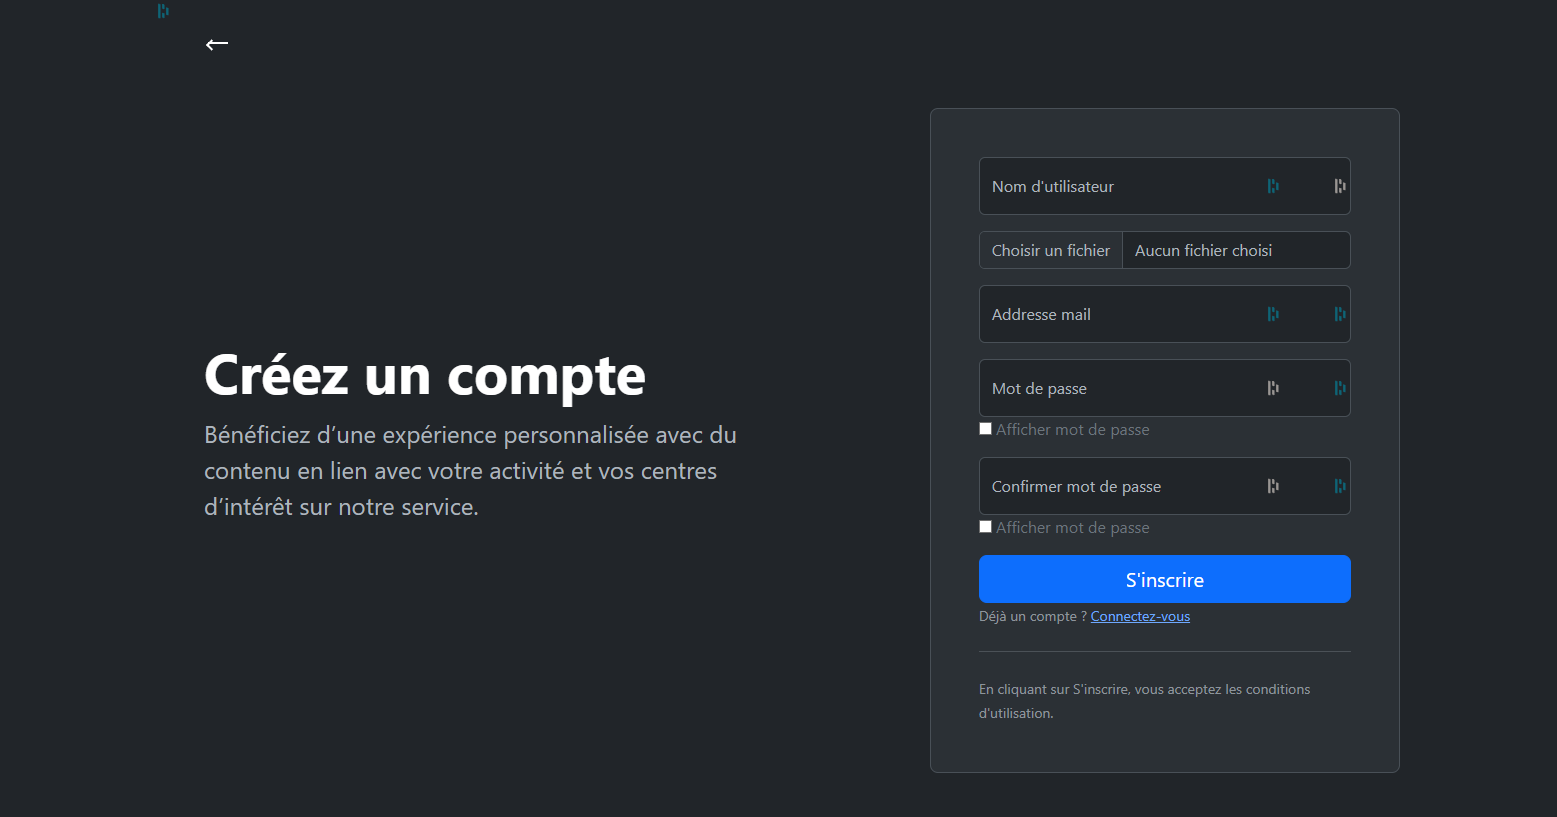 Créez un compte
Bénéficiez d’une expérience personnalisée avec du
contenu en lien avec votre activité et vos centres
d’intérêt sur notre service.
Nom d'utilisateur
Choisir un fichier Aucun fichier choisi
Addresse mail
Mot de passe
Afficher mot de passe
Confirmer mot de passe
Afficher mot de passe
S'inscrire
Déjà un compte ? Connectez-vous
En cliquant sur S'inscrire, vous acceptez les conditions
d'utilisation.